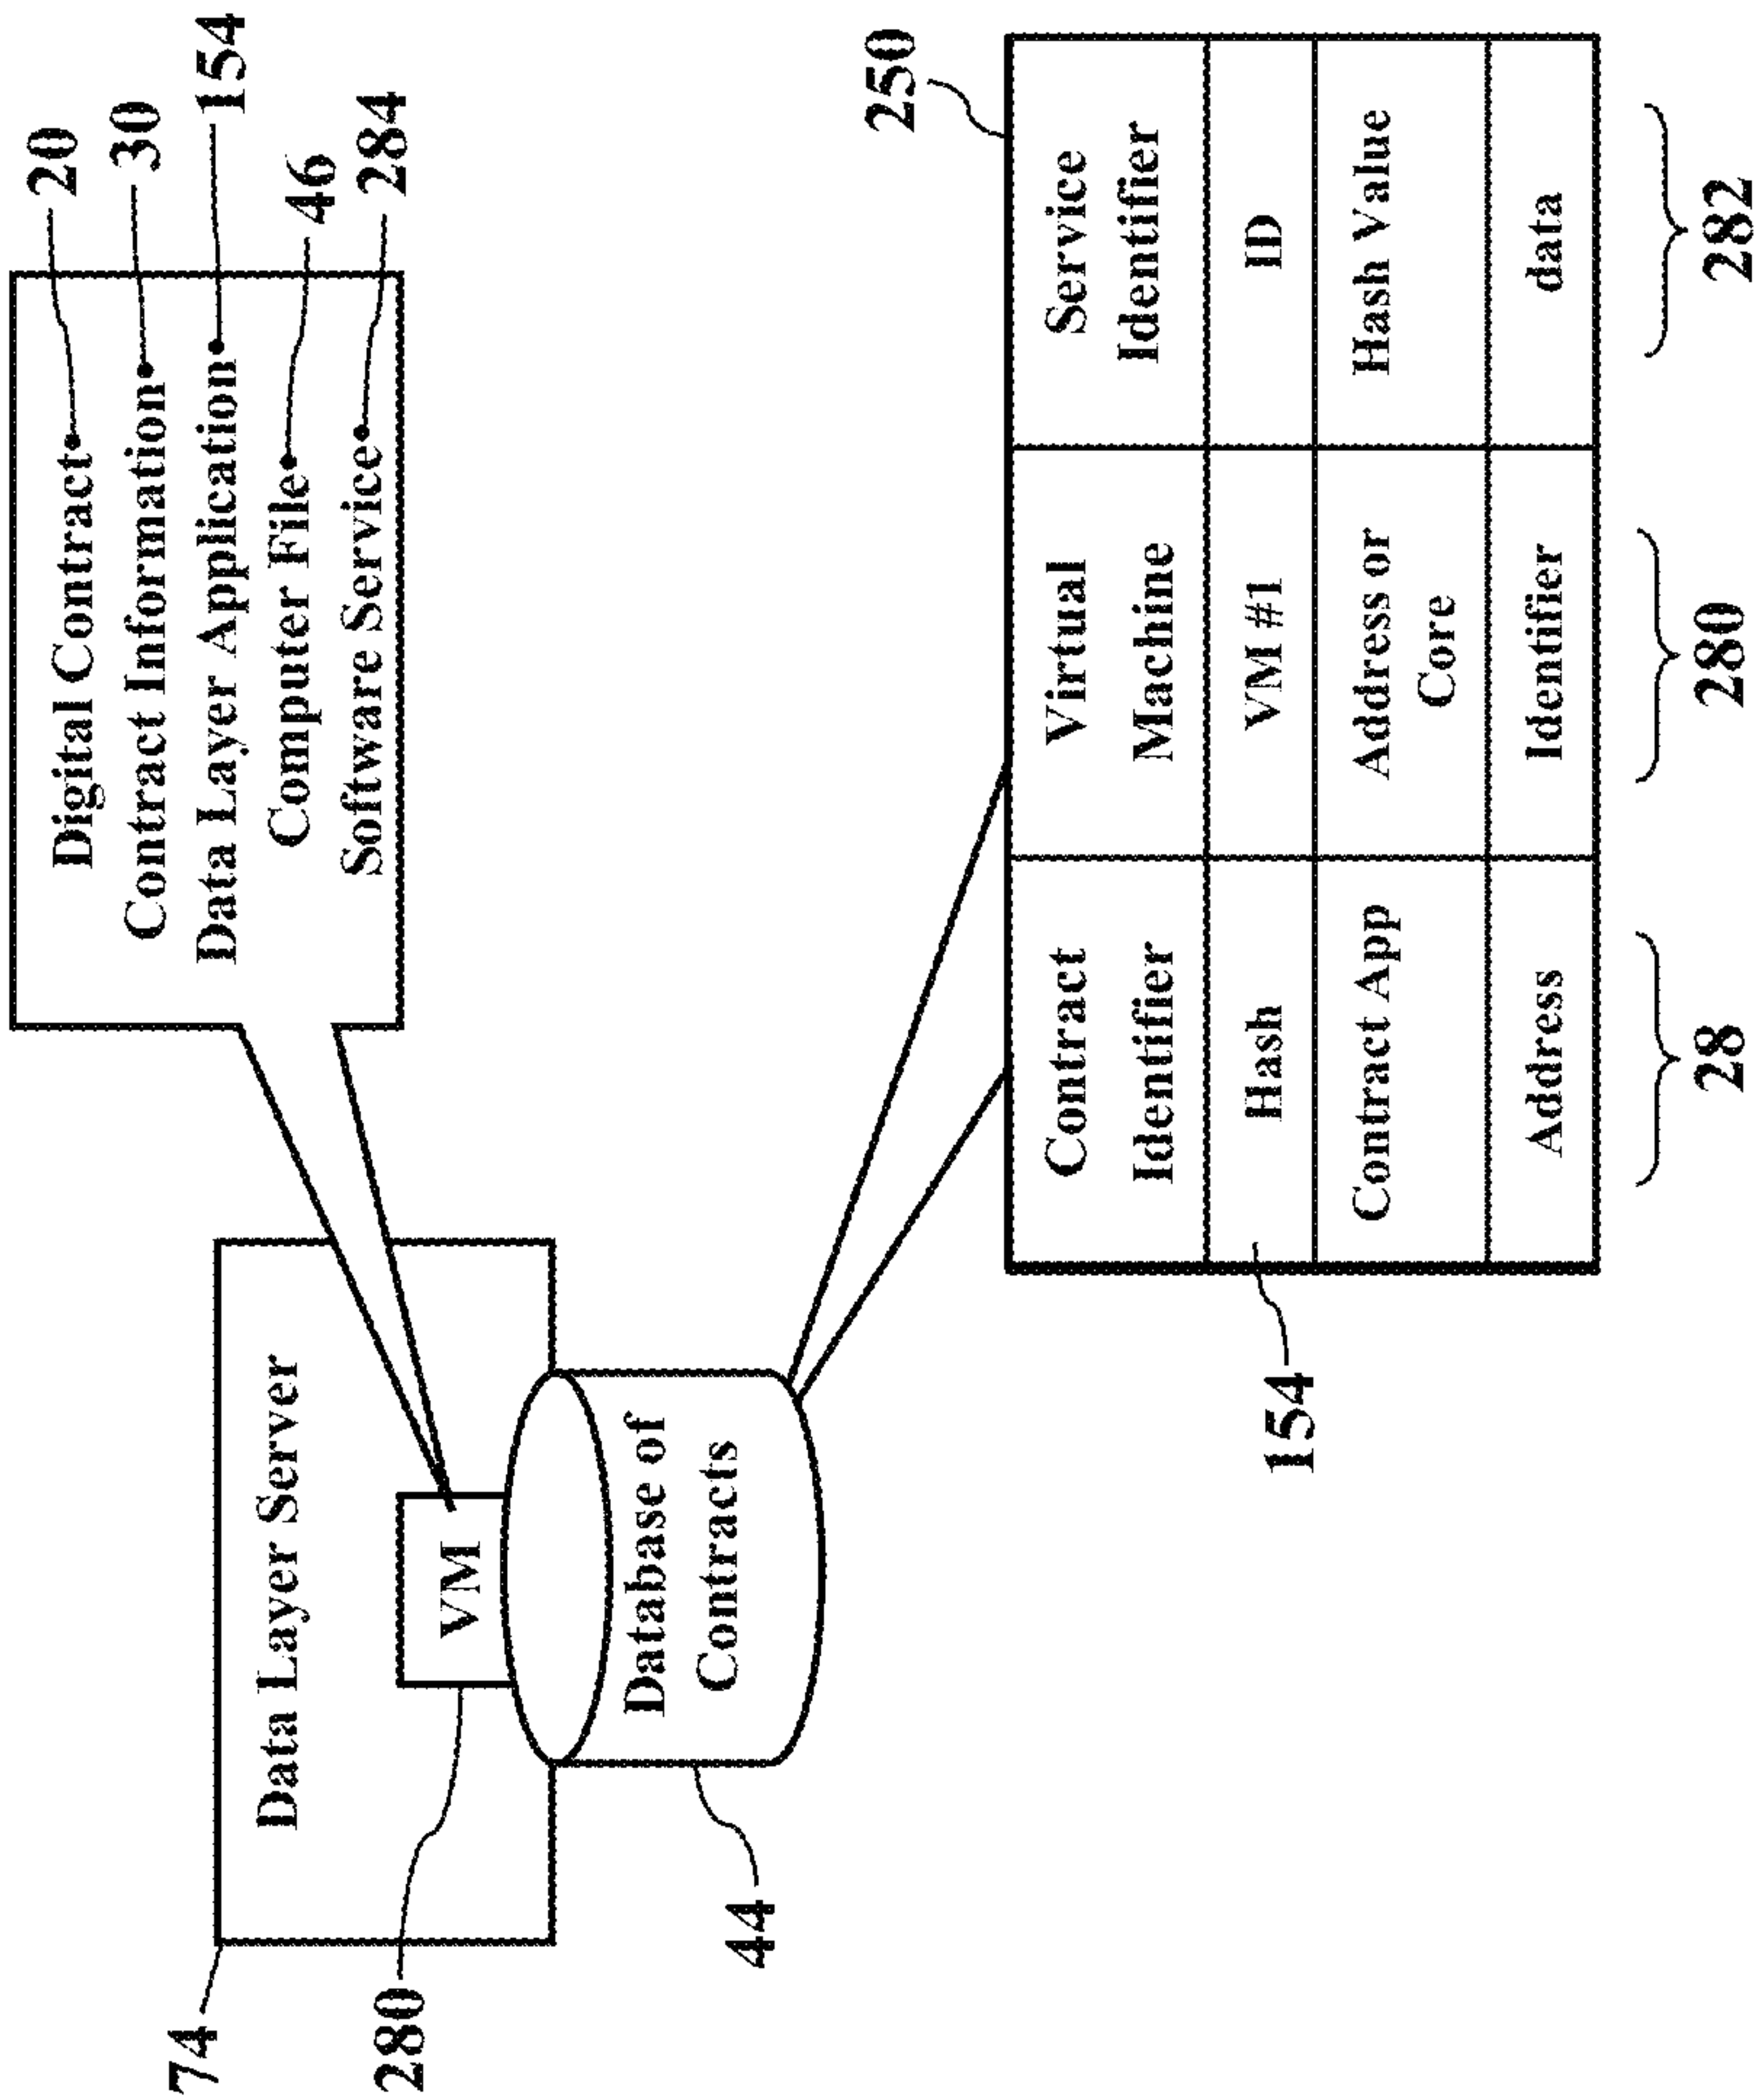 20
Digital Contract
30
Contract Information
154
Data Layer Application
46
Computer File
284
Software Service
74
Data Layer Server
VM
280
Database of
Contracts
44
250
Contract
Identifier
Virtual
Machine
Service
Identifier
Hash
VM #1
ID
Contract App
Address or
Core
Hash Value
Address
Identifier
data
154
28
280
282